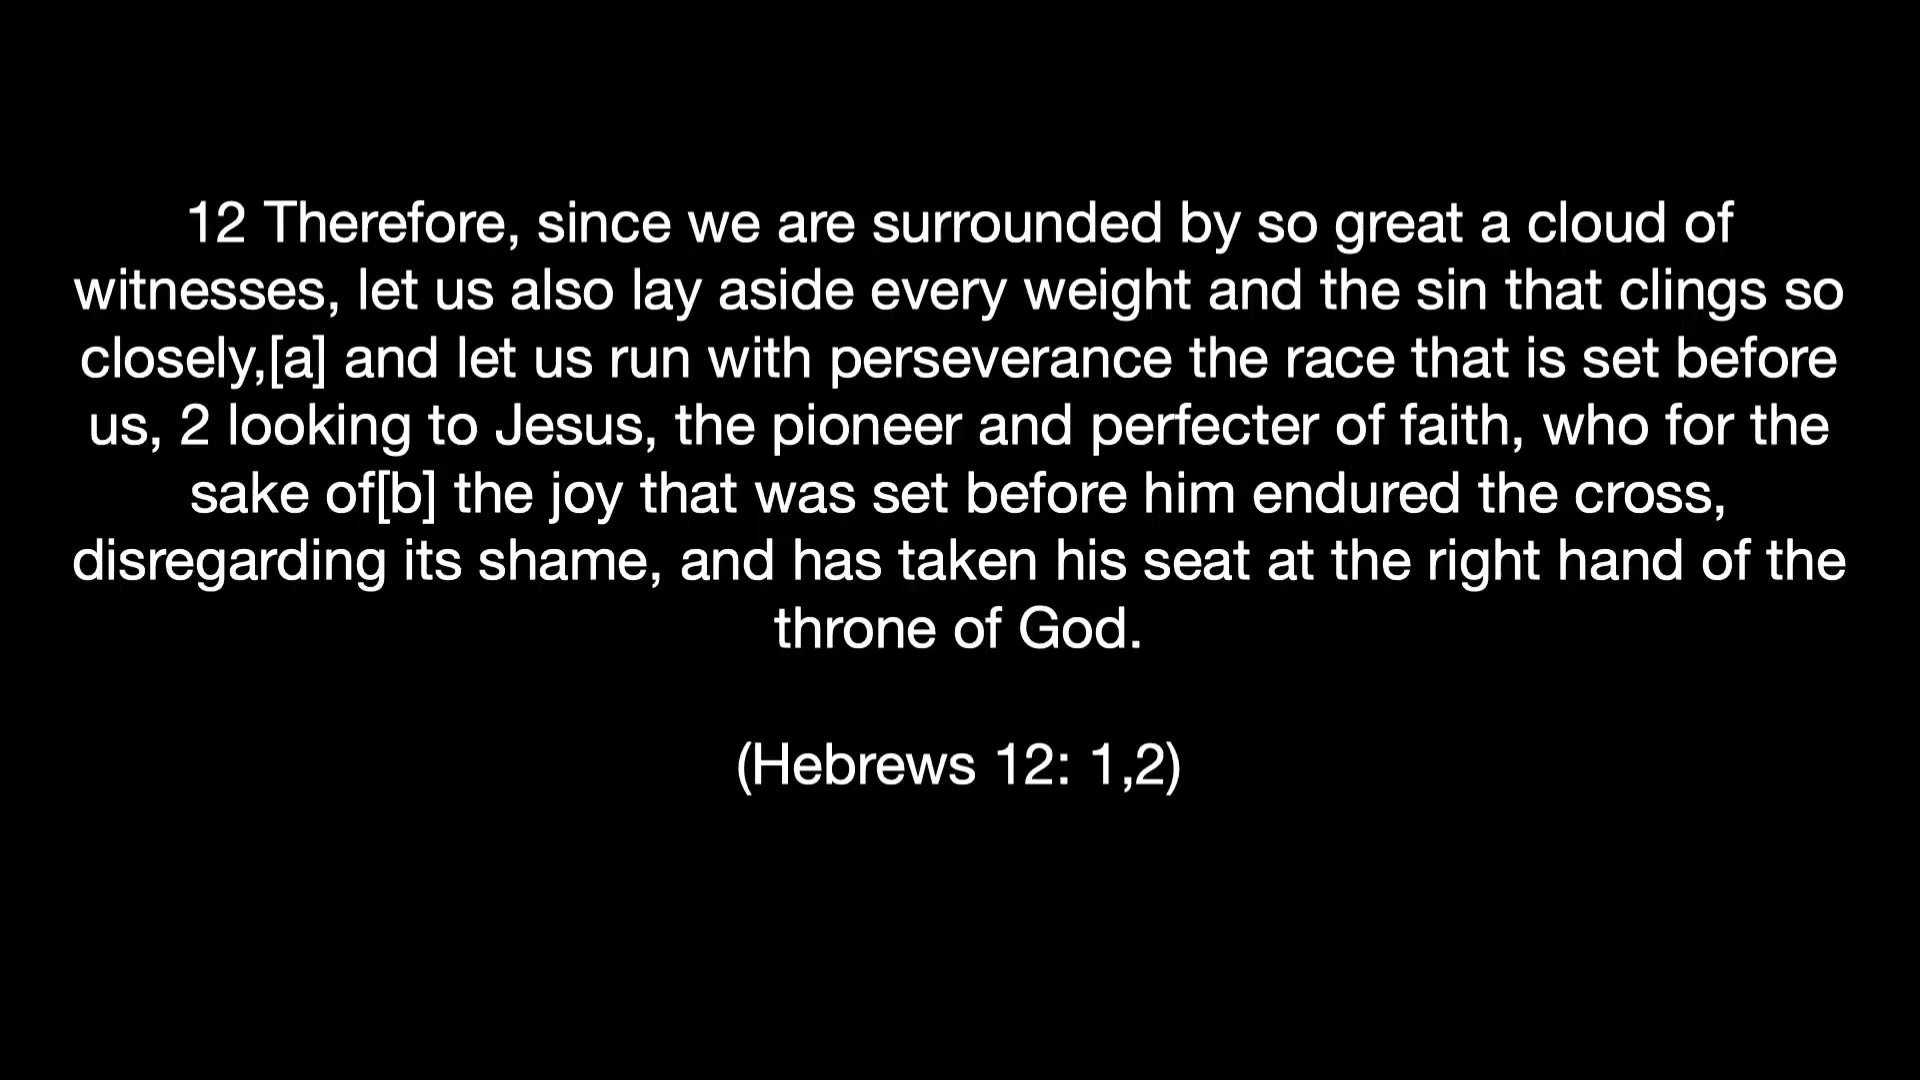 12 Therefore, since we are surrounded by so great a cloud of
witnesses, let us also lay aside every weight and the sin that clings so
closely,[a] and let us run with perseverance the race that is set before
us, 2 looking to Jesus, the pioneer and perfecter of faith, who for the
sake of[b] the joy that was set before him endured the cross,
disregarding its shame, and has taken his seat at the right hand of the
throne of God.
(Hebrews 12: 1,2)